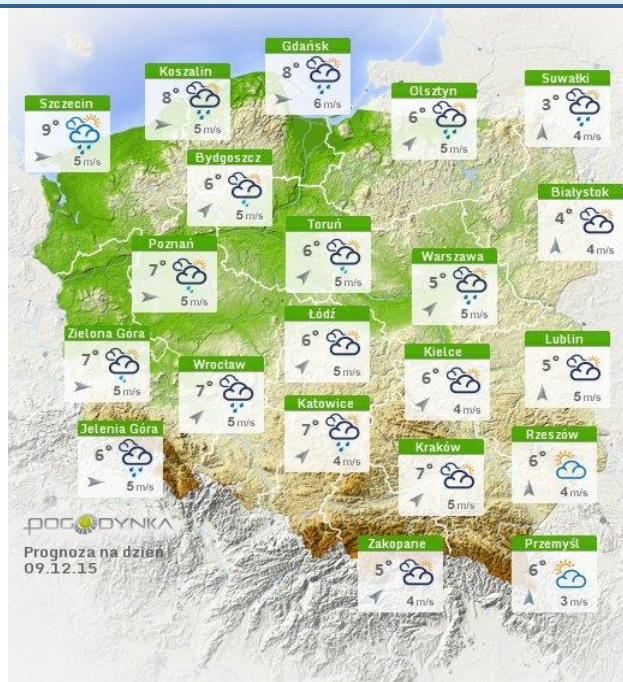 Gdańsk
8°
6 m/s
Koszalin
8°
5 m/s
Olsztyn
6°
5 m/s
Suwałki
3°
4 m/s
Szczecin
9°
5 m/s
Bydgoszcz
6°
5 m/s
Białystok
4°
4 m/s
Toruń
6°
5 m/s
Poznań
7°
5 m/s
Warszawa
5°
5 m/s
Łódź
6°
5 m/s
Zielona Góra
7°
5 m/s
Lublin
5°
5 m/s
Kielce
6°
4 m/s
Wrocław
7°
5 m/s
Katowice
7°
4 m/s
Jelenia Góra
6°
5 m/s
Rzeszów
6°
4 m/s
Kraków
7°
5 m/s
POGODYNKA
Prognoza na dzień
09.12.15
Zakopane
5°
4 m/s
Przemyśl
6°
3 m/s